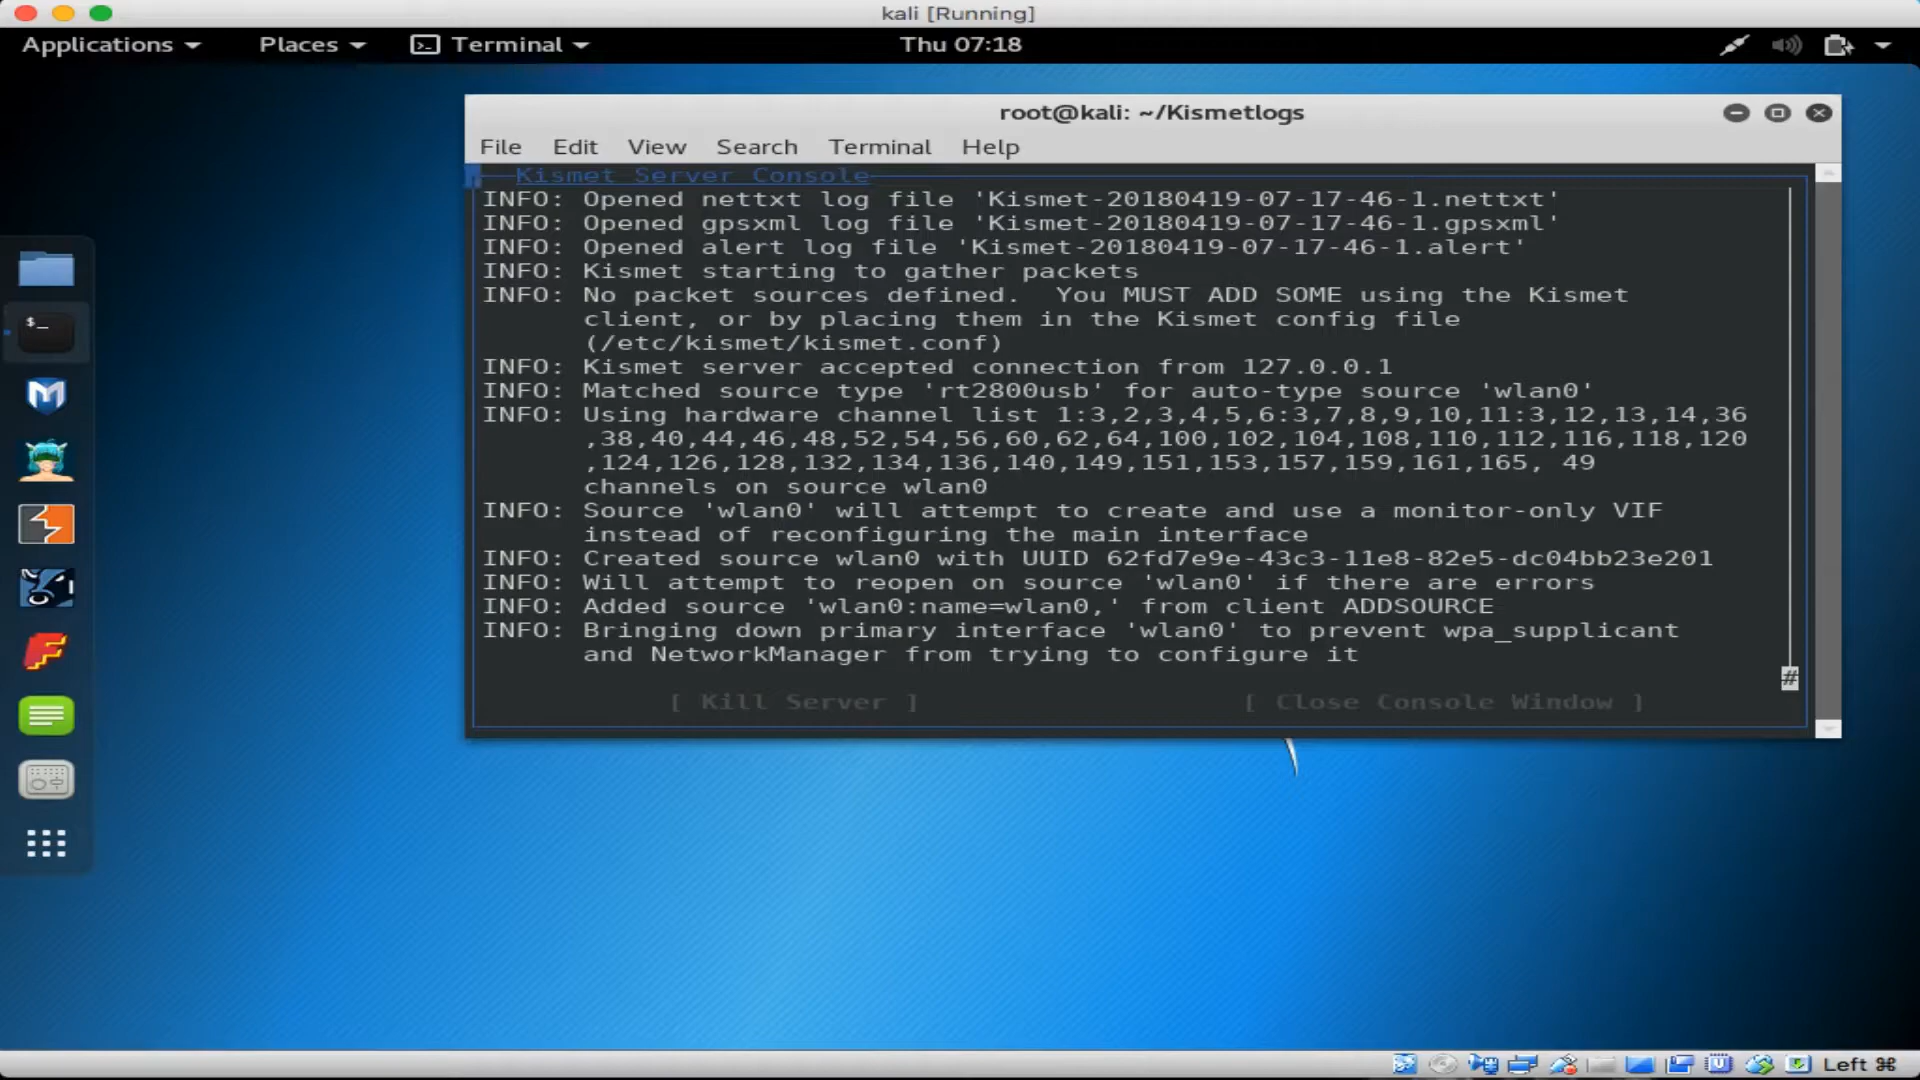 kali [Running]
Applications Places Terminal Thu 07:18
root@kali: ~/Kismetlogs
File Edit View Search Terminal Help
Kismet Server Console
INFO: Opened nettxt log file 'Kismet-20180419-07-17-46-1.nettxt'
INFO: Opened gpsxml log file 'Kismet-20180419-07-17-46-1.gpsxml'
INFO: Opened alert log file 'Kismet-20180419-07-17-46-1.alert'
INFO: Kismet starting to gather packets
INFO: No packet sources defined.  You MUST ADD SOME using the Kismet
client, or by placing them in the Kismet config file
(/etc/kismet/kismet.conf)
INFO: Kismet server accepted connection from 127.0.0.1
INFO: Matched source type 'rt2800usb' for auto-type source 'wlan0'
INFO: Using hardware channel list 1:3,2,3,4,5,6:3,7,8,9,10,11:3,12,13,14,36
,38,40,44,46,48,52,54,56,60,62,64,100,102,104,108,110,112,116,118,120
,124,126,128,132,134,136,140,149,151,153,157,159,161,165, 49
channels on source wlan0
INFO: Source 'wlan0' will attempt to create and use a monitor-only VIF
instead of reconfiguring the main interface
INFO: Created source wlan0 with UUID 62fd7e9e-43c3-11e8-82e5-dc04bb23e201
INFO: Will attempt to reopen on source 'wlan0' if there are errors
INFO: Added source 'wlan0:name=wlan0,' from client ADDSOURCE
INFO: Bringing down primary interface 'wlan0' to prevent wpa_supplicant
and NetworkManager from trying to configure it
#
[ Kill Server ] [ Close Console Window ]
$_
Left ⌘